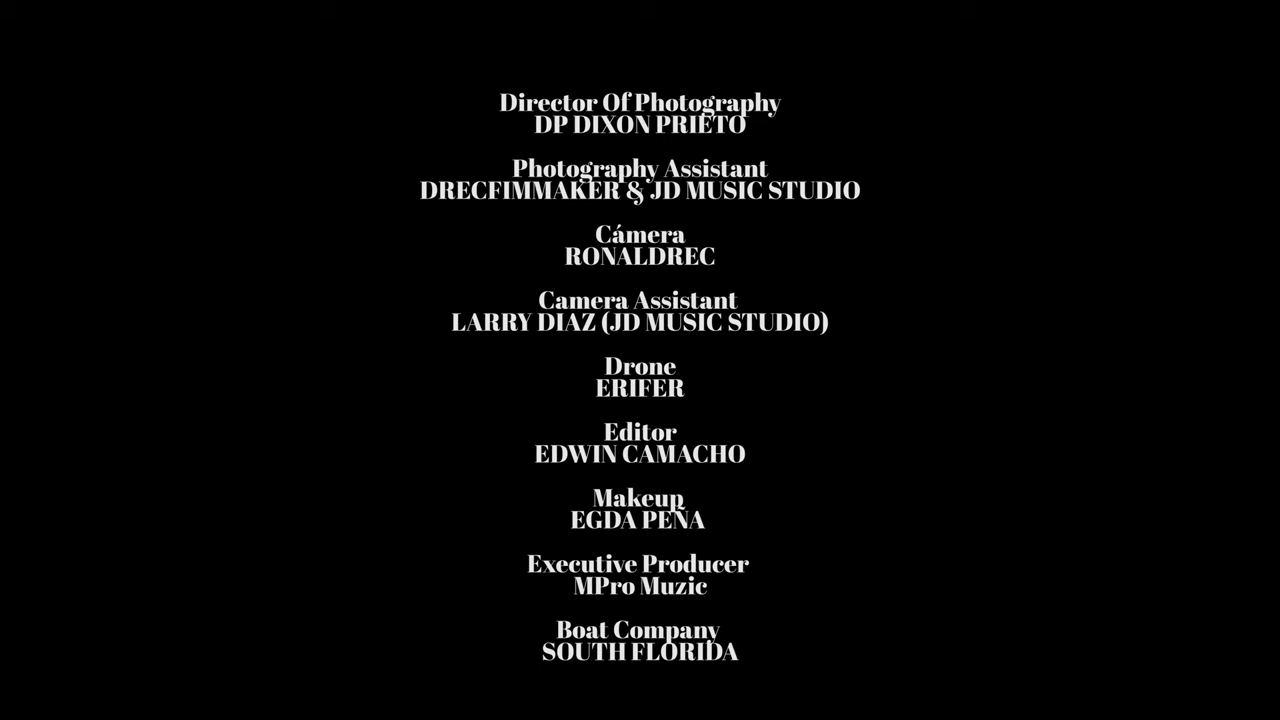 Director Of Photography
DP DIXON PRIETO
Photography Assistant
DRECFIMMAKER & JD MUSIC STUDIO
Cámera
RONALDREC
Camera Assistant
LARRY DIAZ (JD MUSIC STUDIO)
Drone
ERIFER
Editor
EDWIN CAMACHO
Makeup
EGDA PEÑA
Executive Producer
MPro Muzic
Boat Company
SOUTH FLORIDA